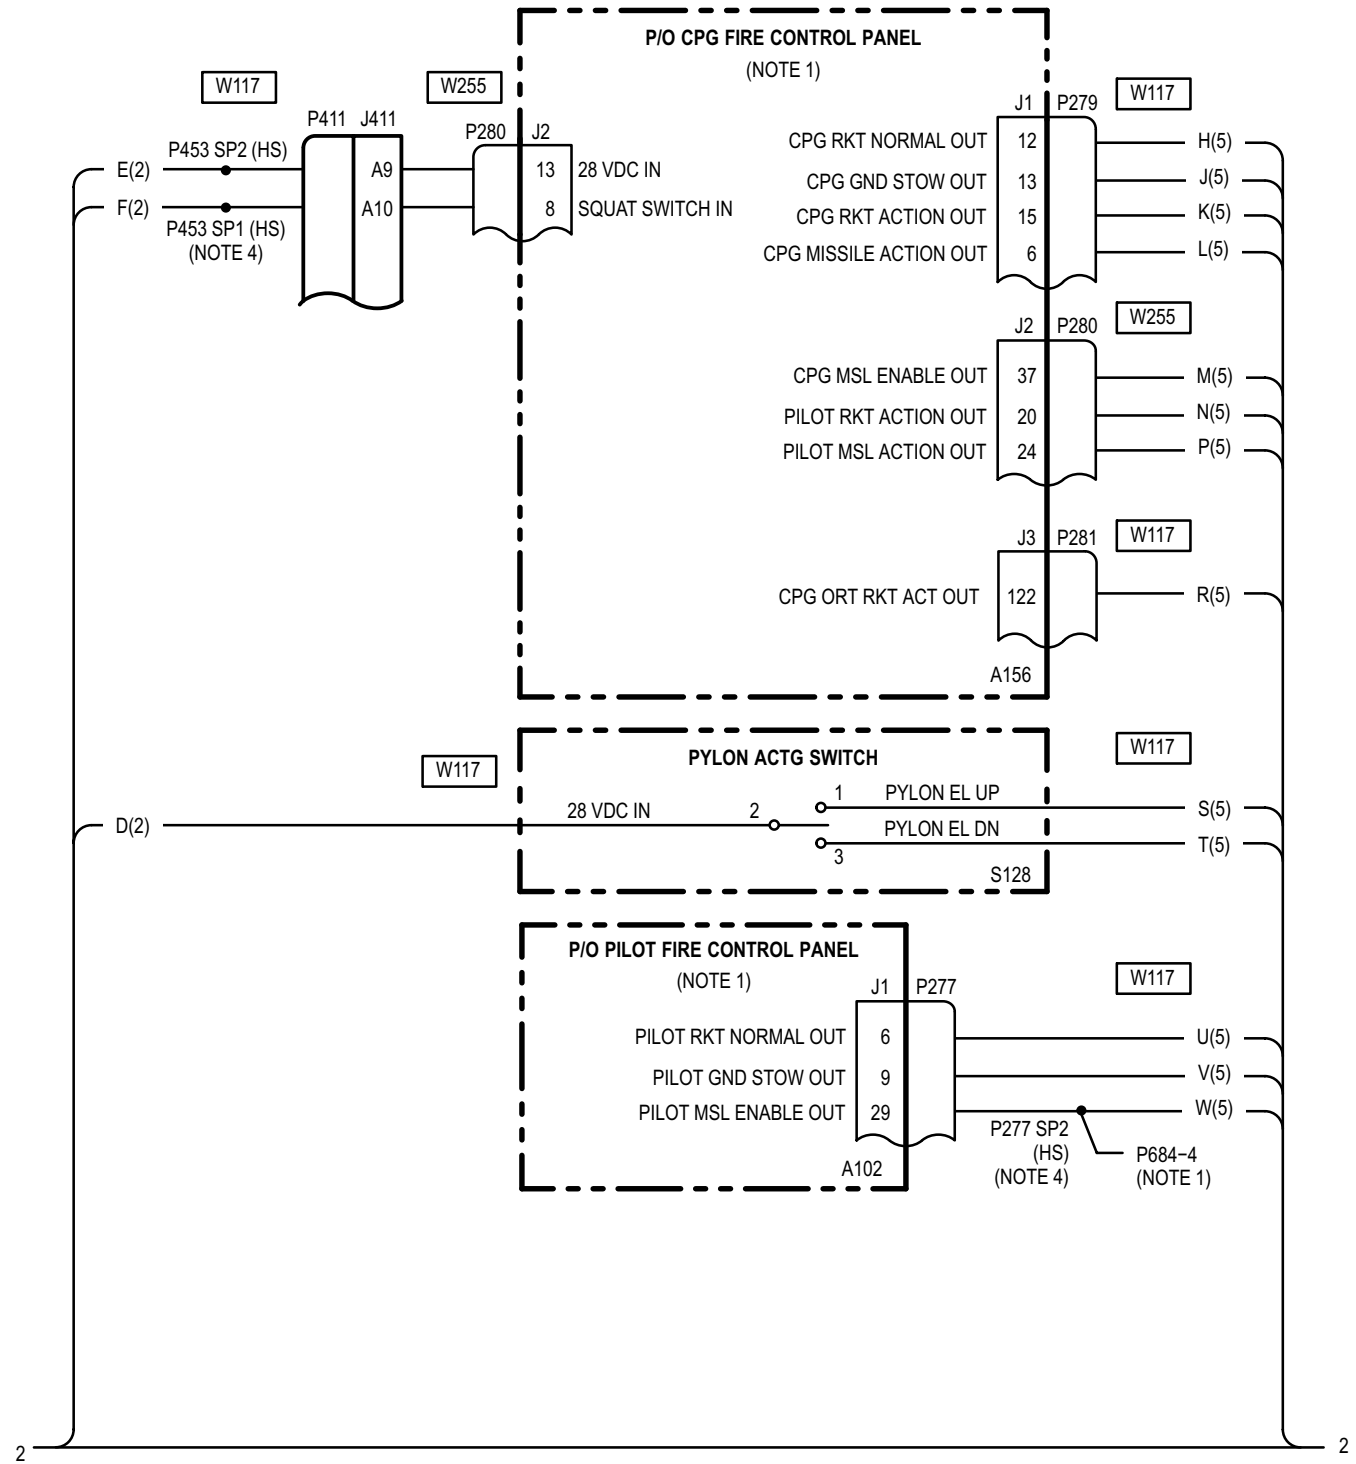 P/O CPG FIRE CONTROL PANEL
(NOTE 1)
W117
W255
W117
P411 J411
J1 P279
P280 J2
P453 SP2 (HS)
E(2)
A9
13
28 VDC IN
F(2)
A10
8
SQUAT SWITCH IN
P453 SP1 (HS)
(NOTE 4)
CPG RKT NORMAL OUT
12
H(5)
CPG GND STOW OUT
13
J(5)
CPG RKT ACTION OUT
15
K(5)
CPG MISSILE ACTION OUT
6
L(5)
J2 P280
W255
CPG MSL ENABLE OUT
37
M(5)
PILOT RKT ACTION OUT
20
N(5)
PILOT MSL ACTION OUT
24
P(5)
J3 P281
W117
CPG ORT RKT ACT OUT
122
R(5)
A156
PYLON ACTG SWITCH
W117
W117
D(2)
28 VDC IN
2
1
PYLON EL UP
S(5)
PYLON EL DN
3
T(5)
S128
P/O PILOT FIRE CONTROL PANEL
(NOTE 1)
W117
J1 P277
PILOT RKT NORMAL OUT
6
U(5)
PILOT GND STOW OUT
9
V(5)
PILOT MSL ENABLE OUT
29
W(5)
P277 SP2
(HS)
(NOTE 4)
P684−4
(NOTE 1)
A102
2
2